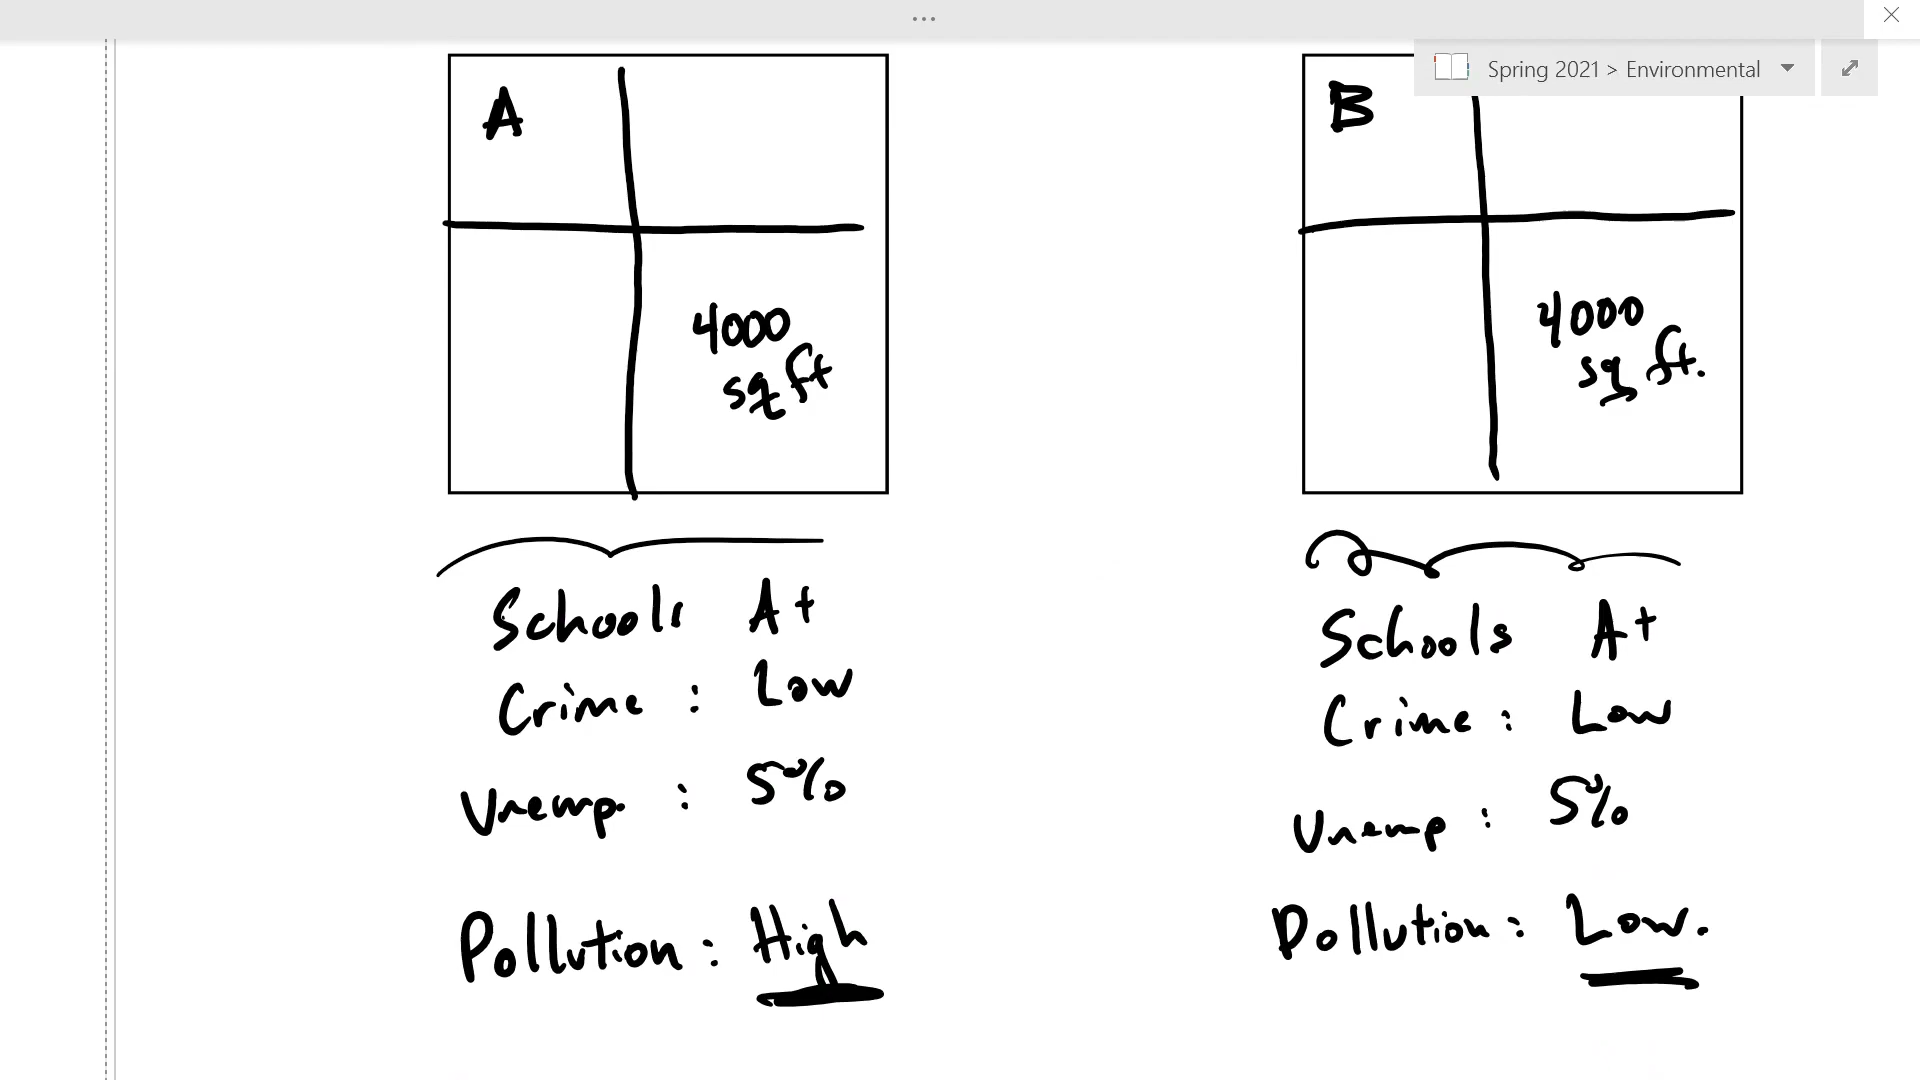 ...
Spring 2021 > Environmental
A
4000
sq ft
Schools A+
Crime : Low
Unemp. : 5%
Pollution : High
B
4000
sq ft.
Schools A+
Crime : Low
Unemp : 5%
Pollution : Low.